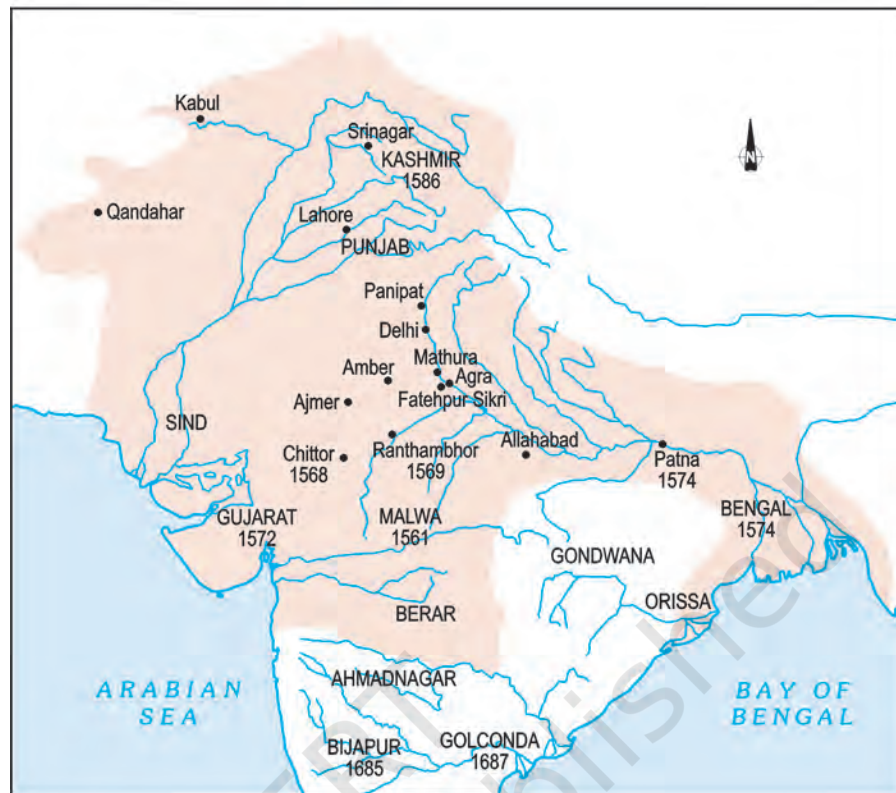 Kabul
Srinagar
KASHMIR
1586
Qandahar
Lahore
PUNJAB
Panipat
Delhi
Mathura
Amber
Agra
Ajmer
Fatehpur Sikri
SIND
Chittor
1568
Ranthambhor
1569
Allahabad
Patna
1574
GUJARAT
1572
MALWA
1561
BENGAL
1574
GONDWANA
BERAR
ORISSA
AHMADNAGAR
ARABIAN
SEA
BAY OF
BENGAL
BIJAPUR
1685
GOLCONDA
1687
N